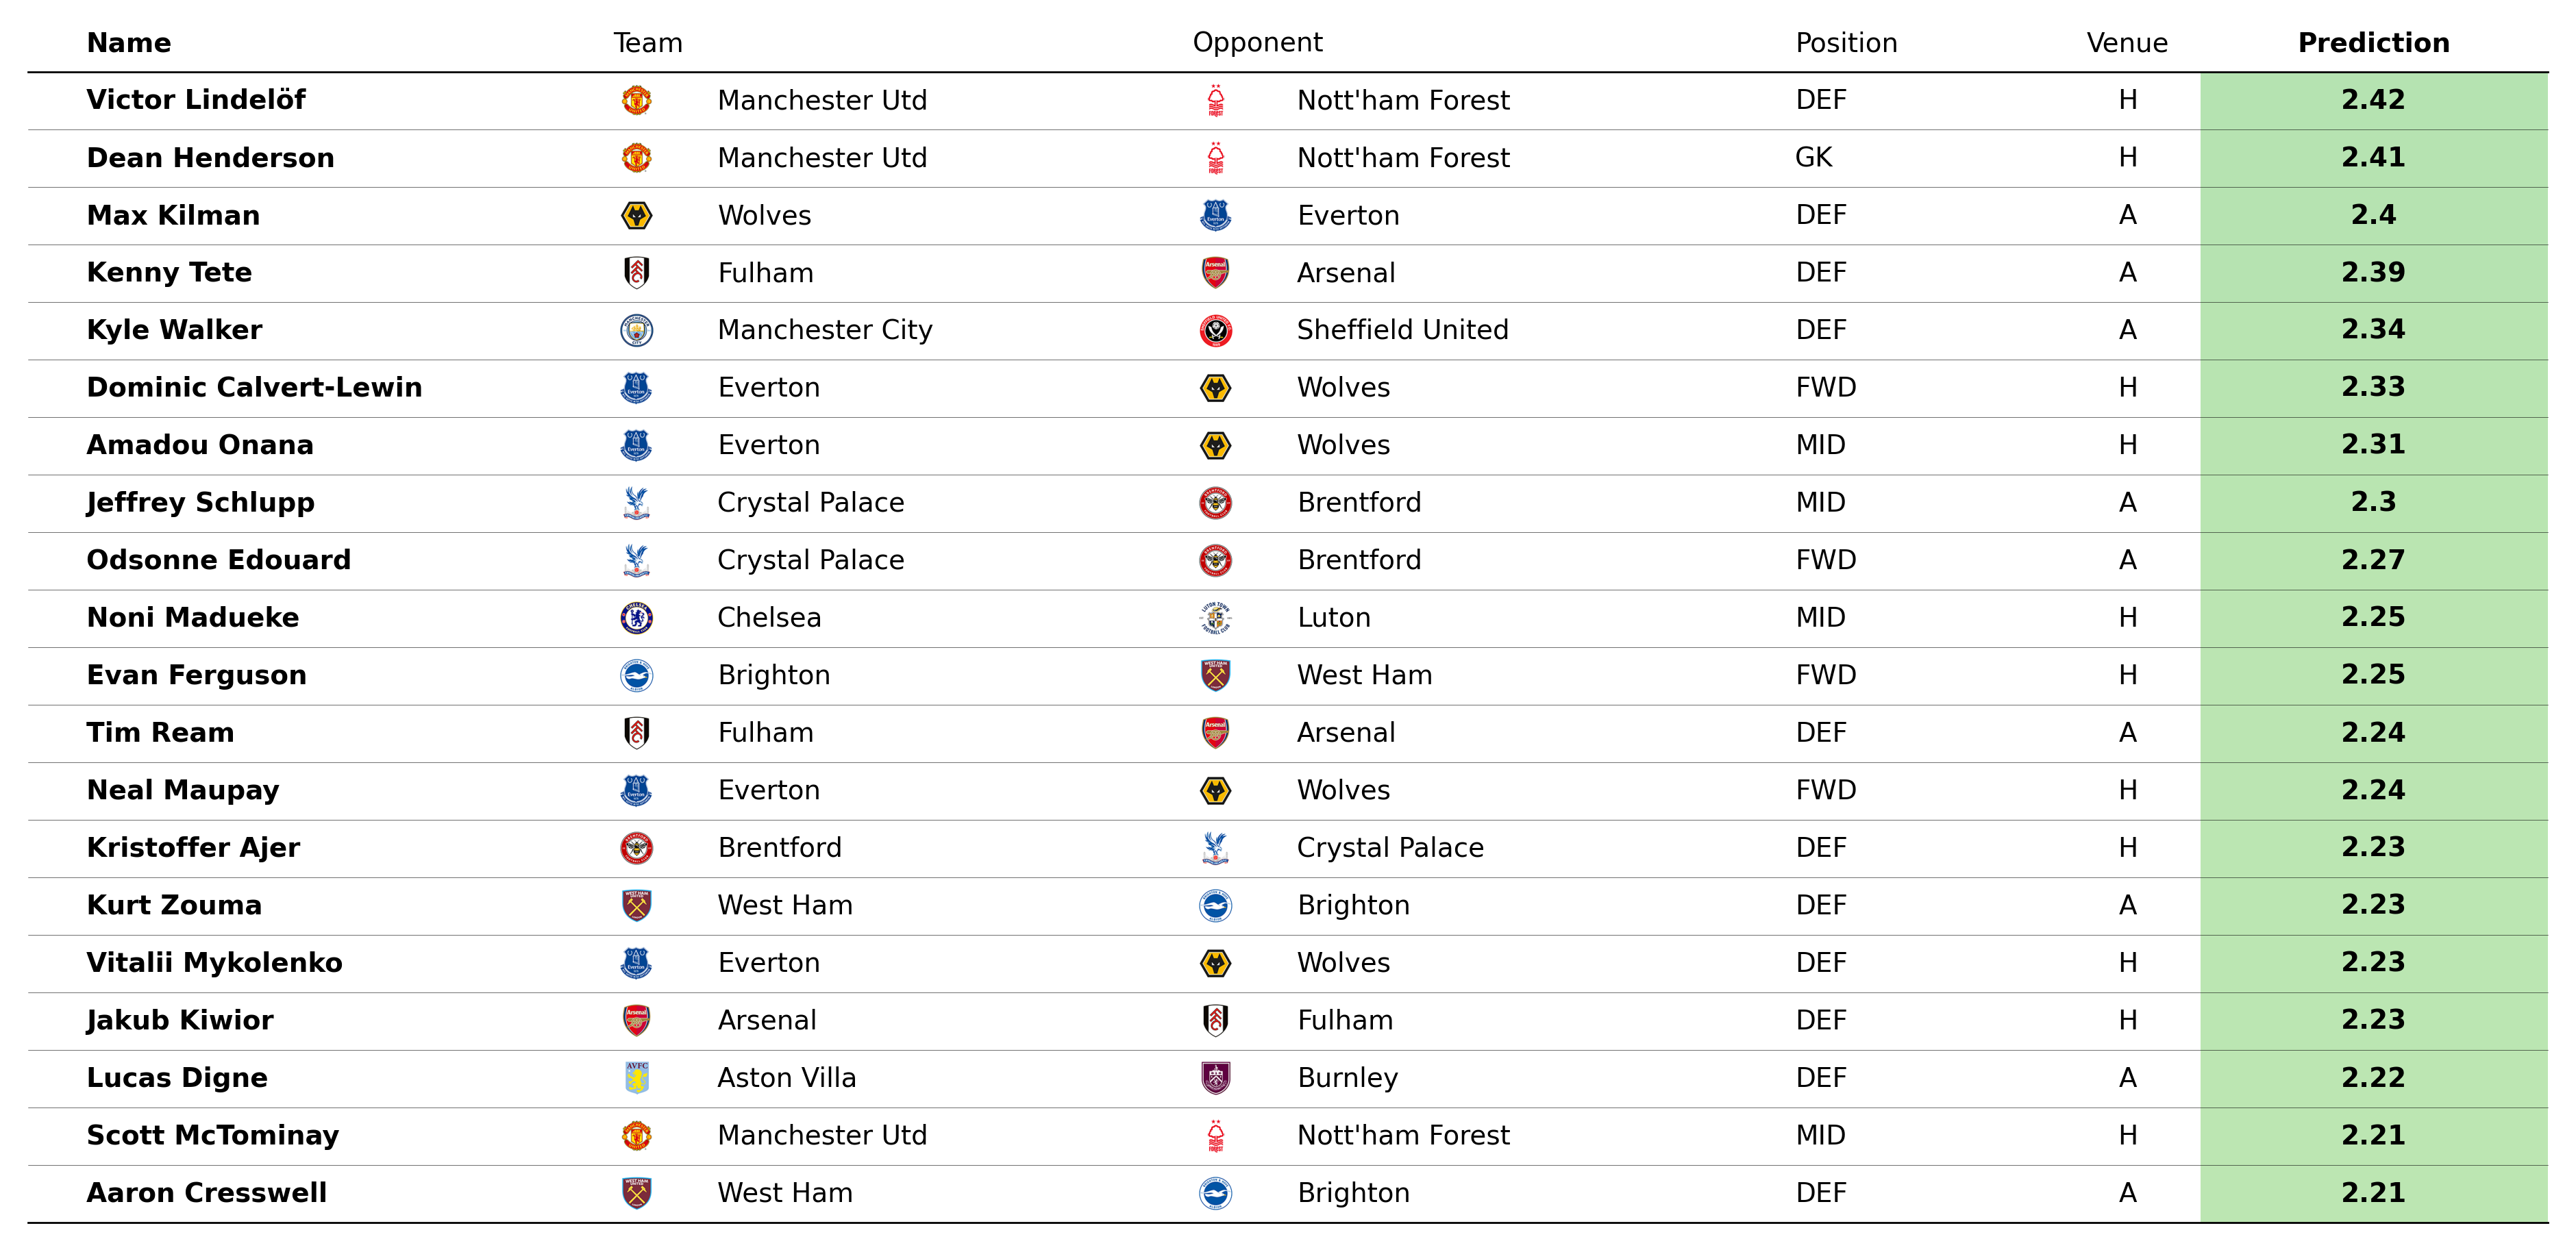 Name Team Opponent Position Venue Prediction
Victor Lindelöf Manchester Utd Nott'ham Forest DEF H 2.42
Dean Henderson Manchester Utd Nott'ham Forest GK H 2.41
Max Kilman Wolves Everton DEF A 2.4
Kenny Tete Fulham Arsenal DEF A 2.39
Kyle Walker Manchester City Sheffield United DEF A 2.34
Dominic Calvert-Lewin Everton Wolves FWD H 2.33
Amadou Onana Everton Wolves MID H 2.31
Jeffrey Schlupp Crystal Palace Brentford MID A 2.3
Odsonne Edouard Crystal Palace Brentford FWD A 2.27
Noni Madueke Chelsea Luton MID H 2.25
Evan Ferguson Brighton West Ham FWD H 2.25
Tim Ream Fulham Arsenal DEF A 2.24
Neal Maupay Everton Wolves FWD H 2.24
Kristoffer Ajer Brentford Crystal Palace DEF H 2.23
Kurt Zouma West Ham Brighton DEF A 2.23
Vitalii Mykolenko Everton Wolves DEF H 2.23
Jakub Kiwior Arsenal Fulham DEF H 2.23
Lucas Digne Aston Villa Burnley DEF A 2.22
Scott McTominay Manchester Utd Nott'ham Forest MID H 2.21
Aaron Cresswell West Ham Brighton DEF A 2.21